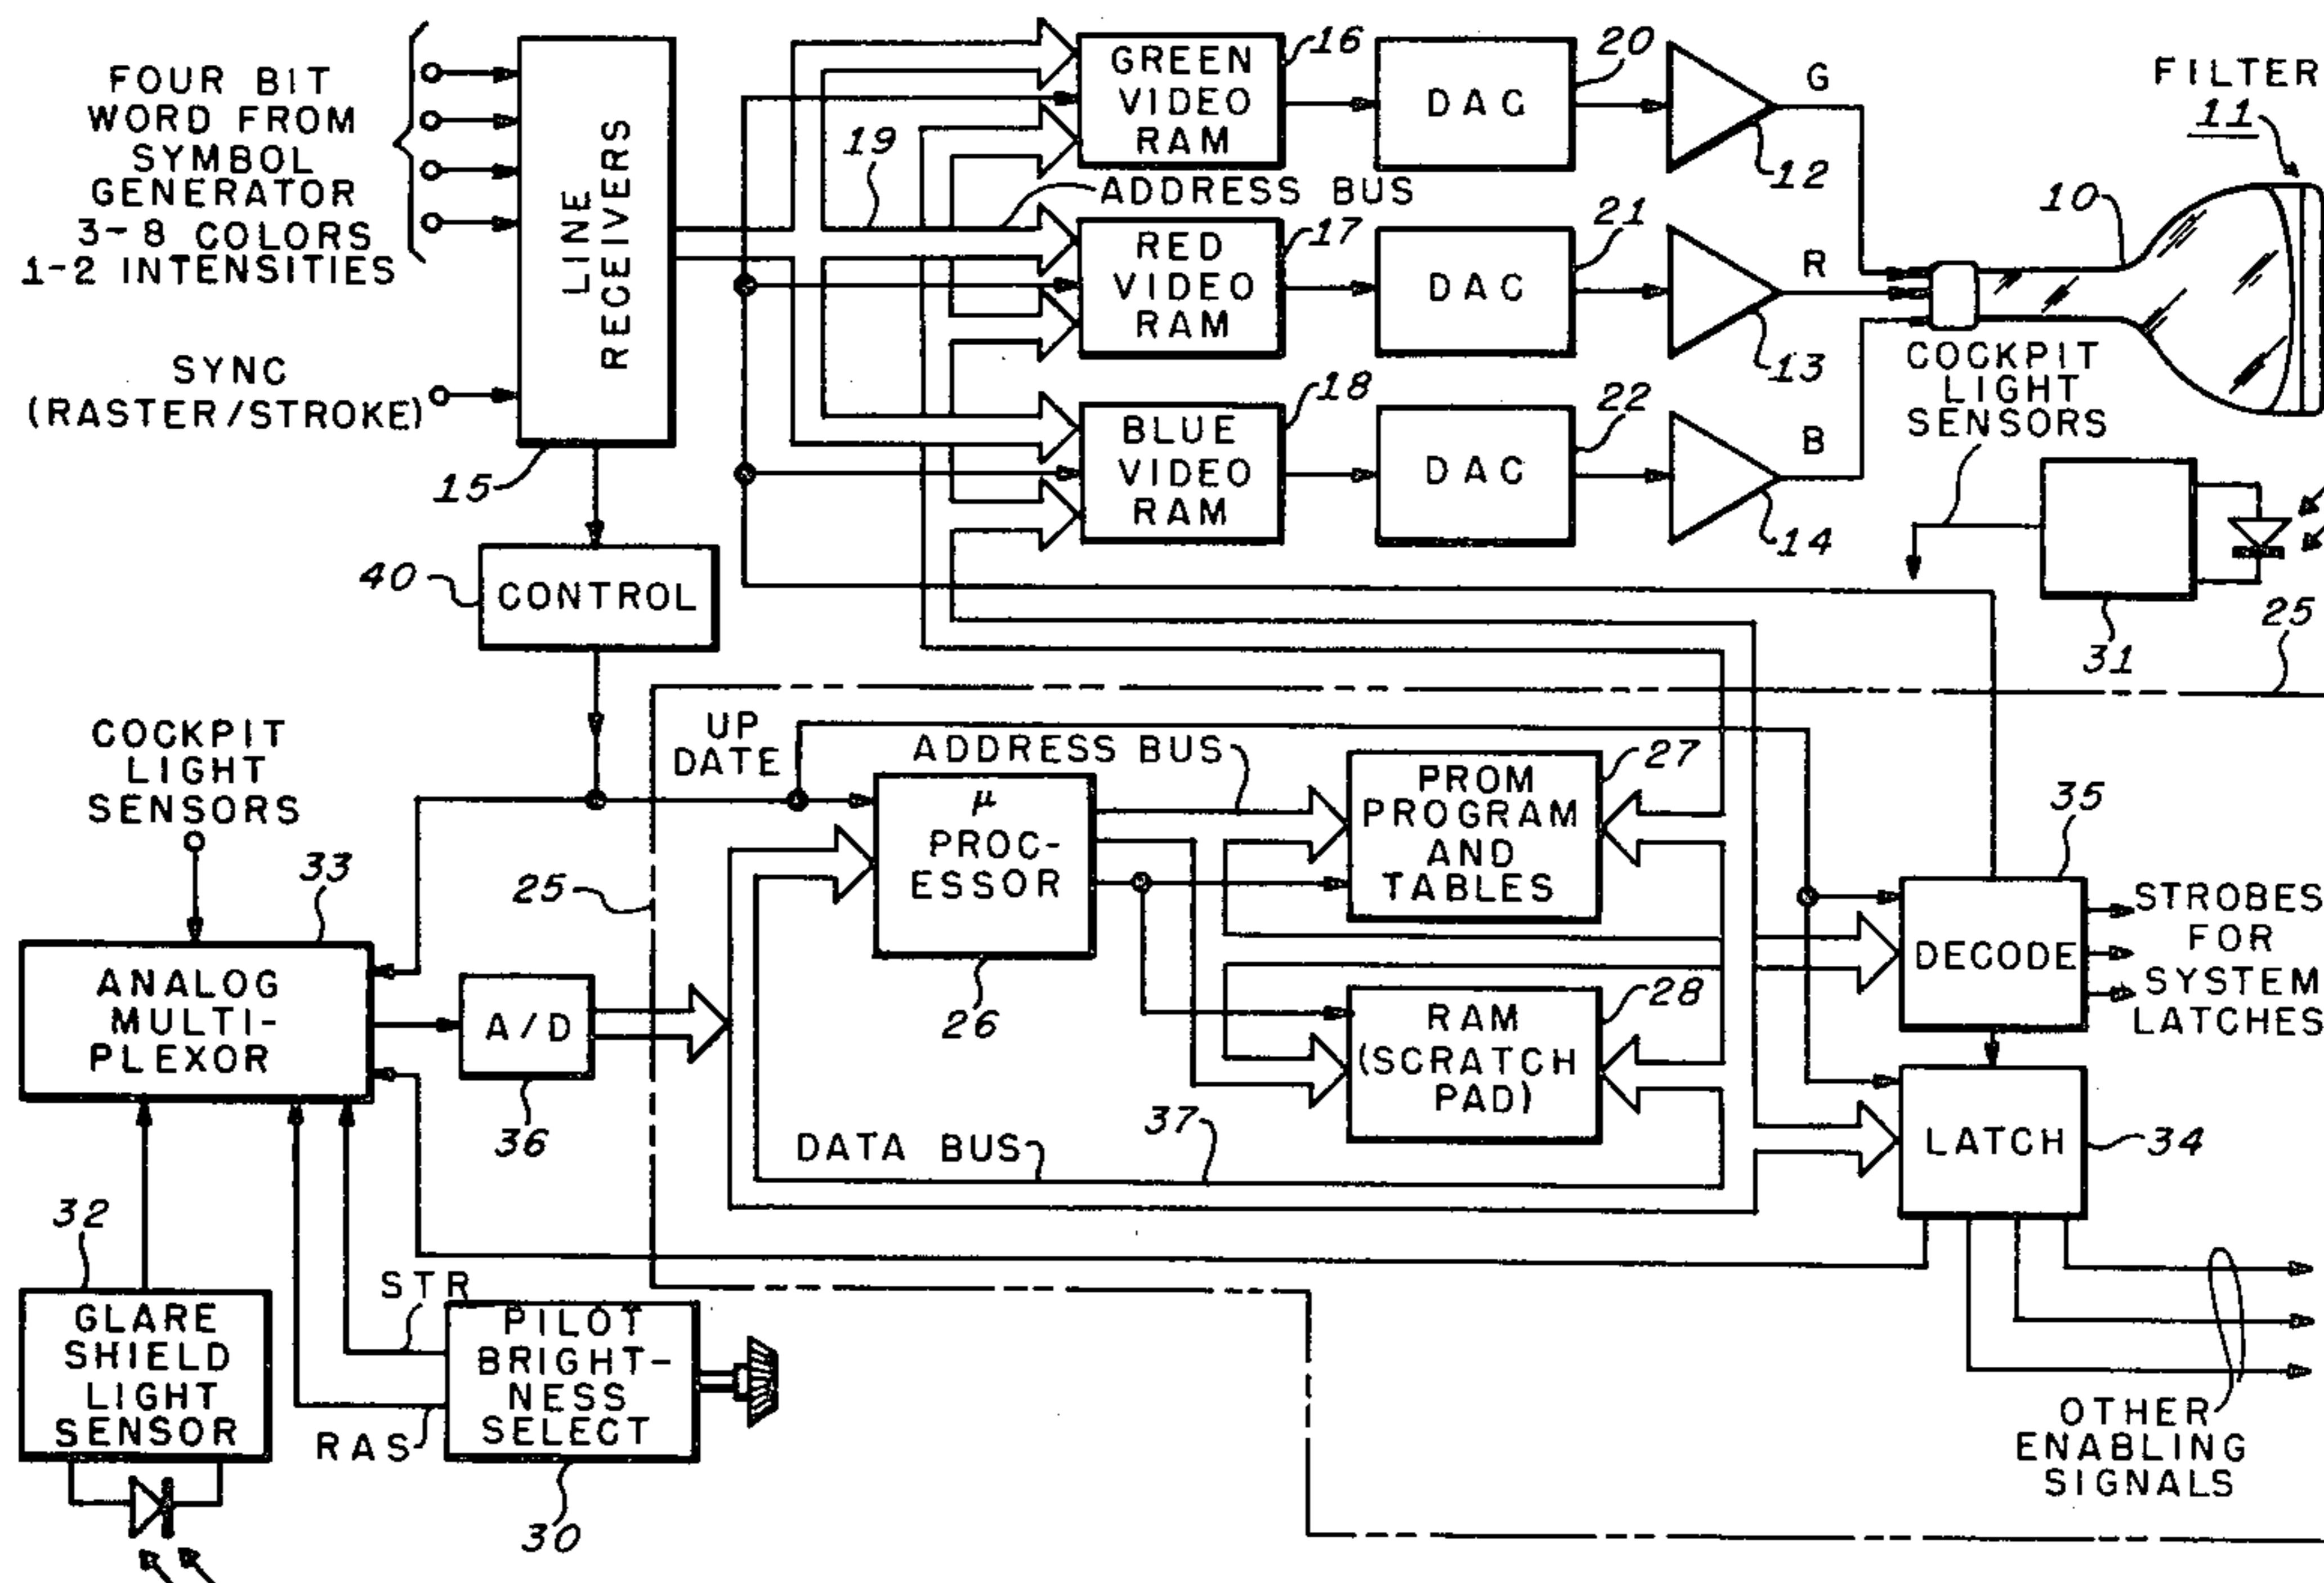 FOUR BIT
WORD FROM
SYMBOL
GENERATOR
3-8 COLORS
1-2 INTENSITIES
SYNC
(RASTER/STROKE)
LINE
RECEIVERS
15
19
ADDRESS BUS
GREEN
VIDEO
RAM
16
RED
VIDEO
RAM
17
BLUE
VIDEO
RAM
18
DAC
20
DAC
21
DAC
22
G
12
R
13
B
14
FILTER
11
10
COCKPIT
LIGHT
SENSORS
31
25
40
CONTROL
UP
DATE
ADDRESS BUS
COCKPIT
LIGHT
SENSORS
33
ANALOG
MULTI-
PLEXOR
25
A/D
36
μ
PROC-
ESSOR
26
PROM
PROGRAM
AND
TABLES
27
RAM
(SCRATCH
PAD)
28
DATA BUS
37
35
DECODE
STROBES
FOR
SYSTEM
LATCHES
LATCH
34
32
GLARE
SHIELD
LIGHT
SENSOR
STR
RAS
PILOT
BRIGHT-
NESS
SELECT
30
OTHER
ENABLING
SIGNALS